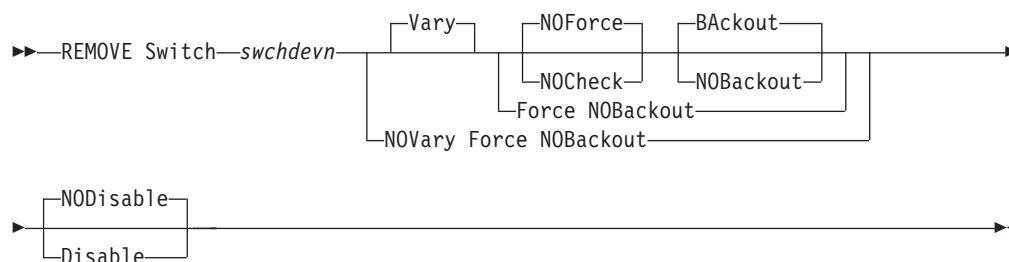 Vary NOForce BAckout
REMOVE Switch swchdevn
NOCheck NOBackout
Force NOBackout
NOVary Force NOBackout
NODisable
Disable